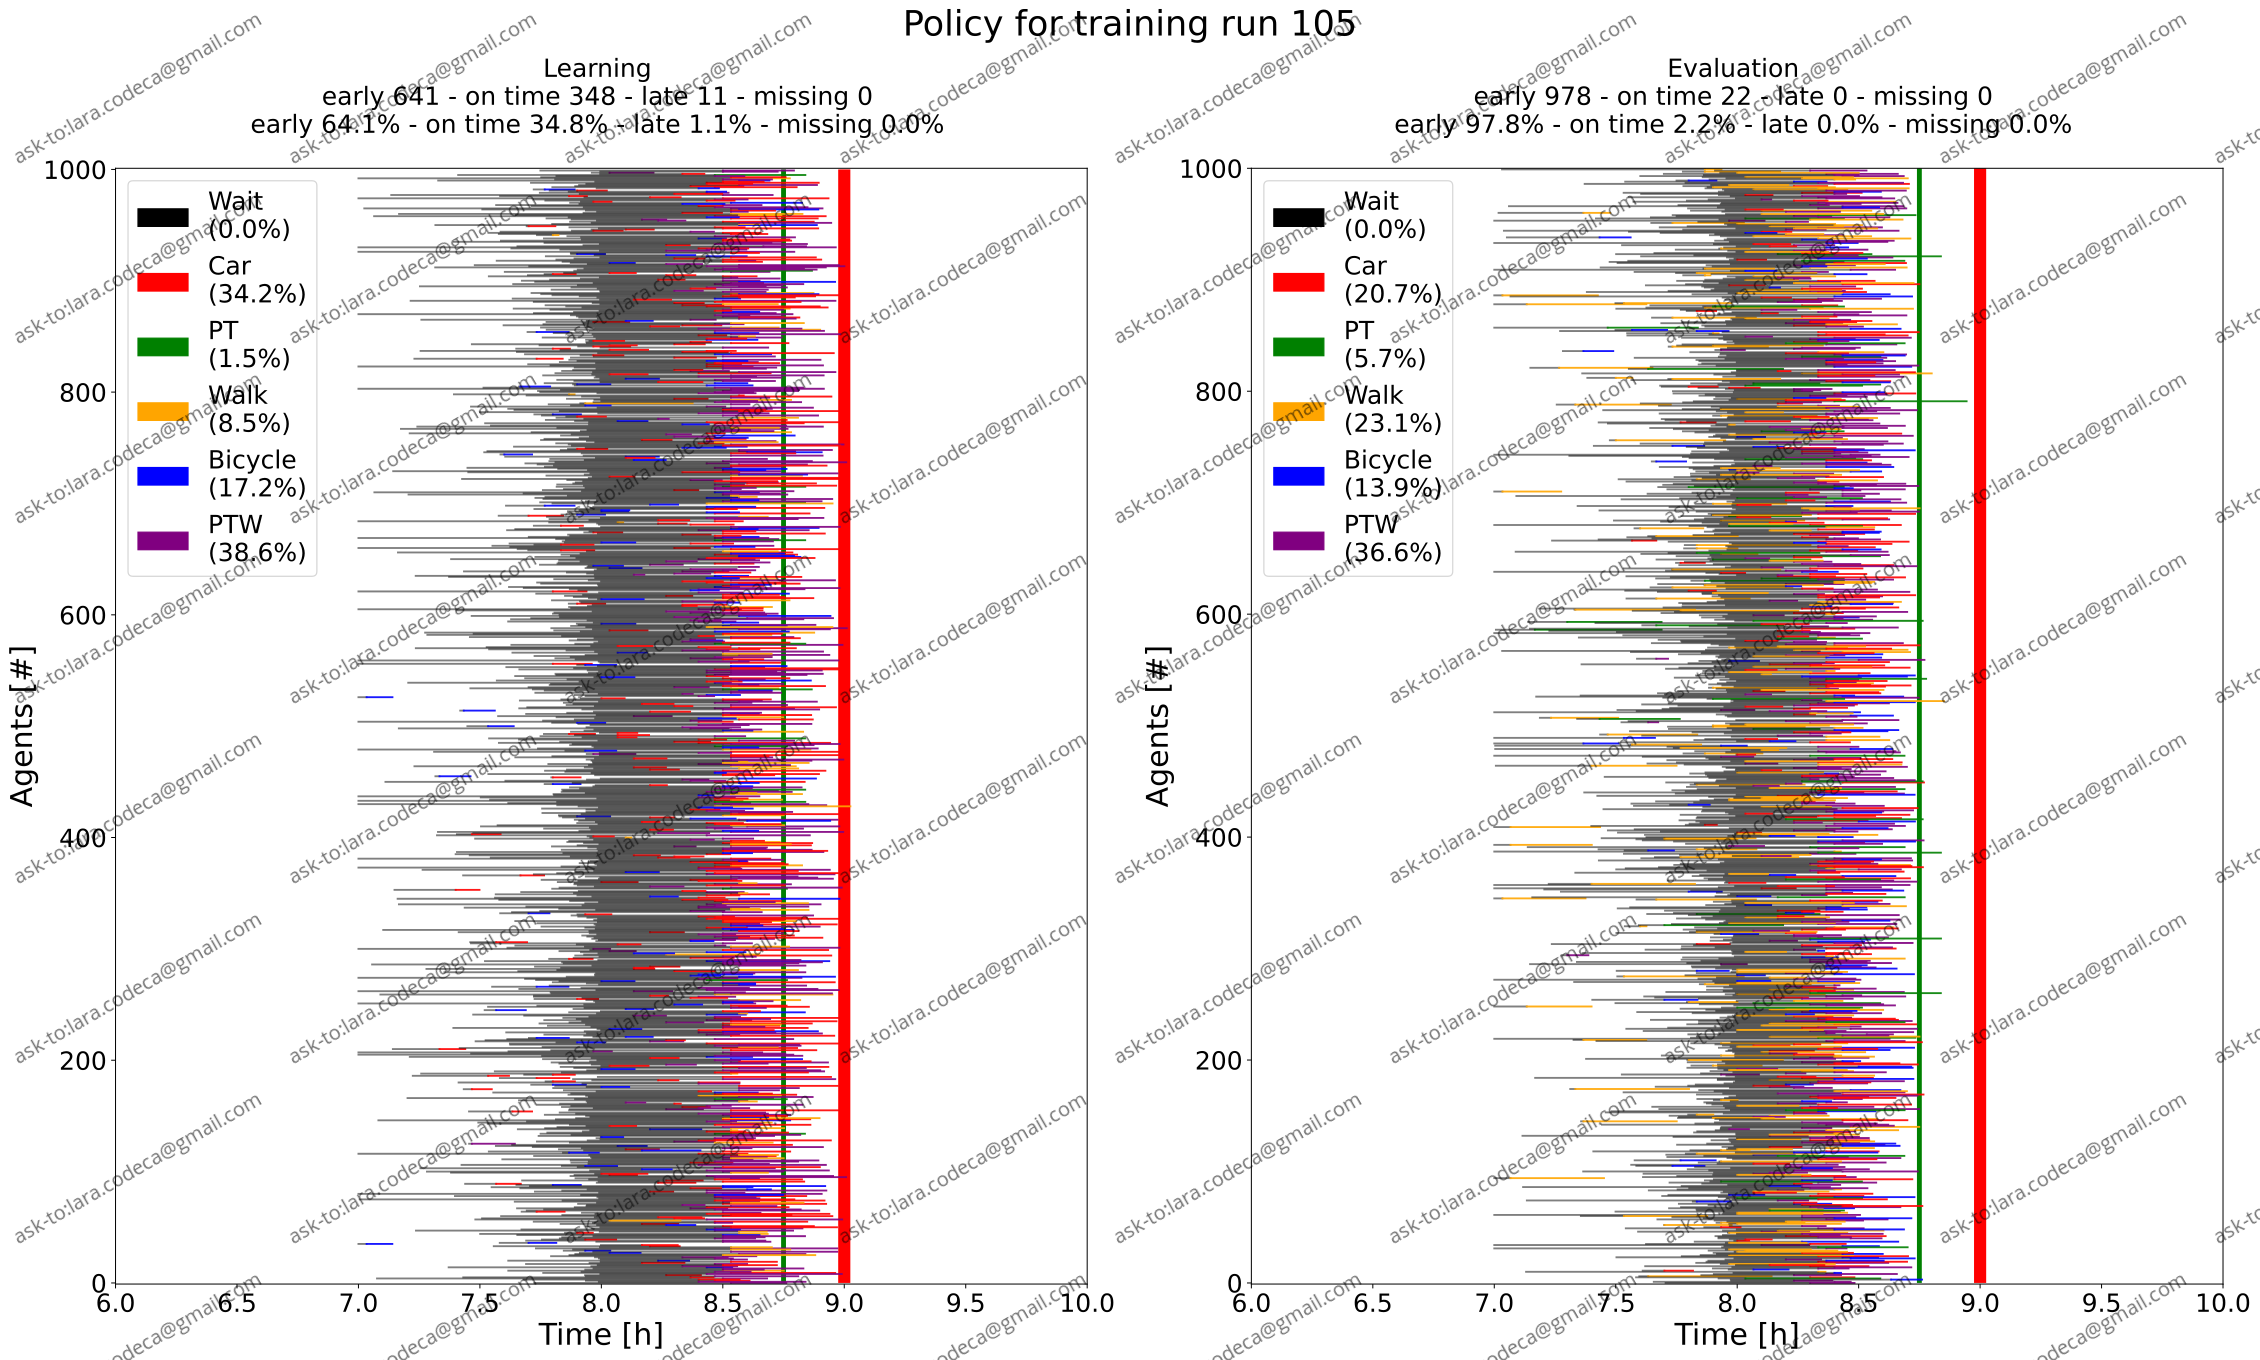 Policy for training run 105
Learning
early 641 - on time 348 - late 11 - missing 0
early 64.1% - on time 34.8% - late 1.1% - missing 0.0%
1000
800
600
400
200
0
Agents [#]
Wait
(0.0%)
Car
(34.2%)
PT
(1.5%)
Walk
(8.5%)
Bicycle
(17.2%)
PTW
(38.6%)
6.0 6.5 7.0 7.5 8.0 8.5 9.0 9.5 10.0
Time [h]
Evaluation
early 978 - on time 22 - late 0 - missing 0
early 97.8% - on time 2.2% - late 0.0% - missing 0.0%
1000
800
600
400
200
0
Agents [#]
Wait
(0.0%)
Car
(20.7%)
PT
(5.7%)
Walk
(23.1%)
Bicycle
(13.9%)
PTW
(36.6%)
6.0 6.5 7.0 7.5 8.0 8.5 9.0 9.5 10.0
Time [h]
ask-to:lara.codeca@gmail.com